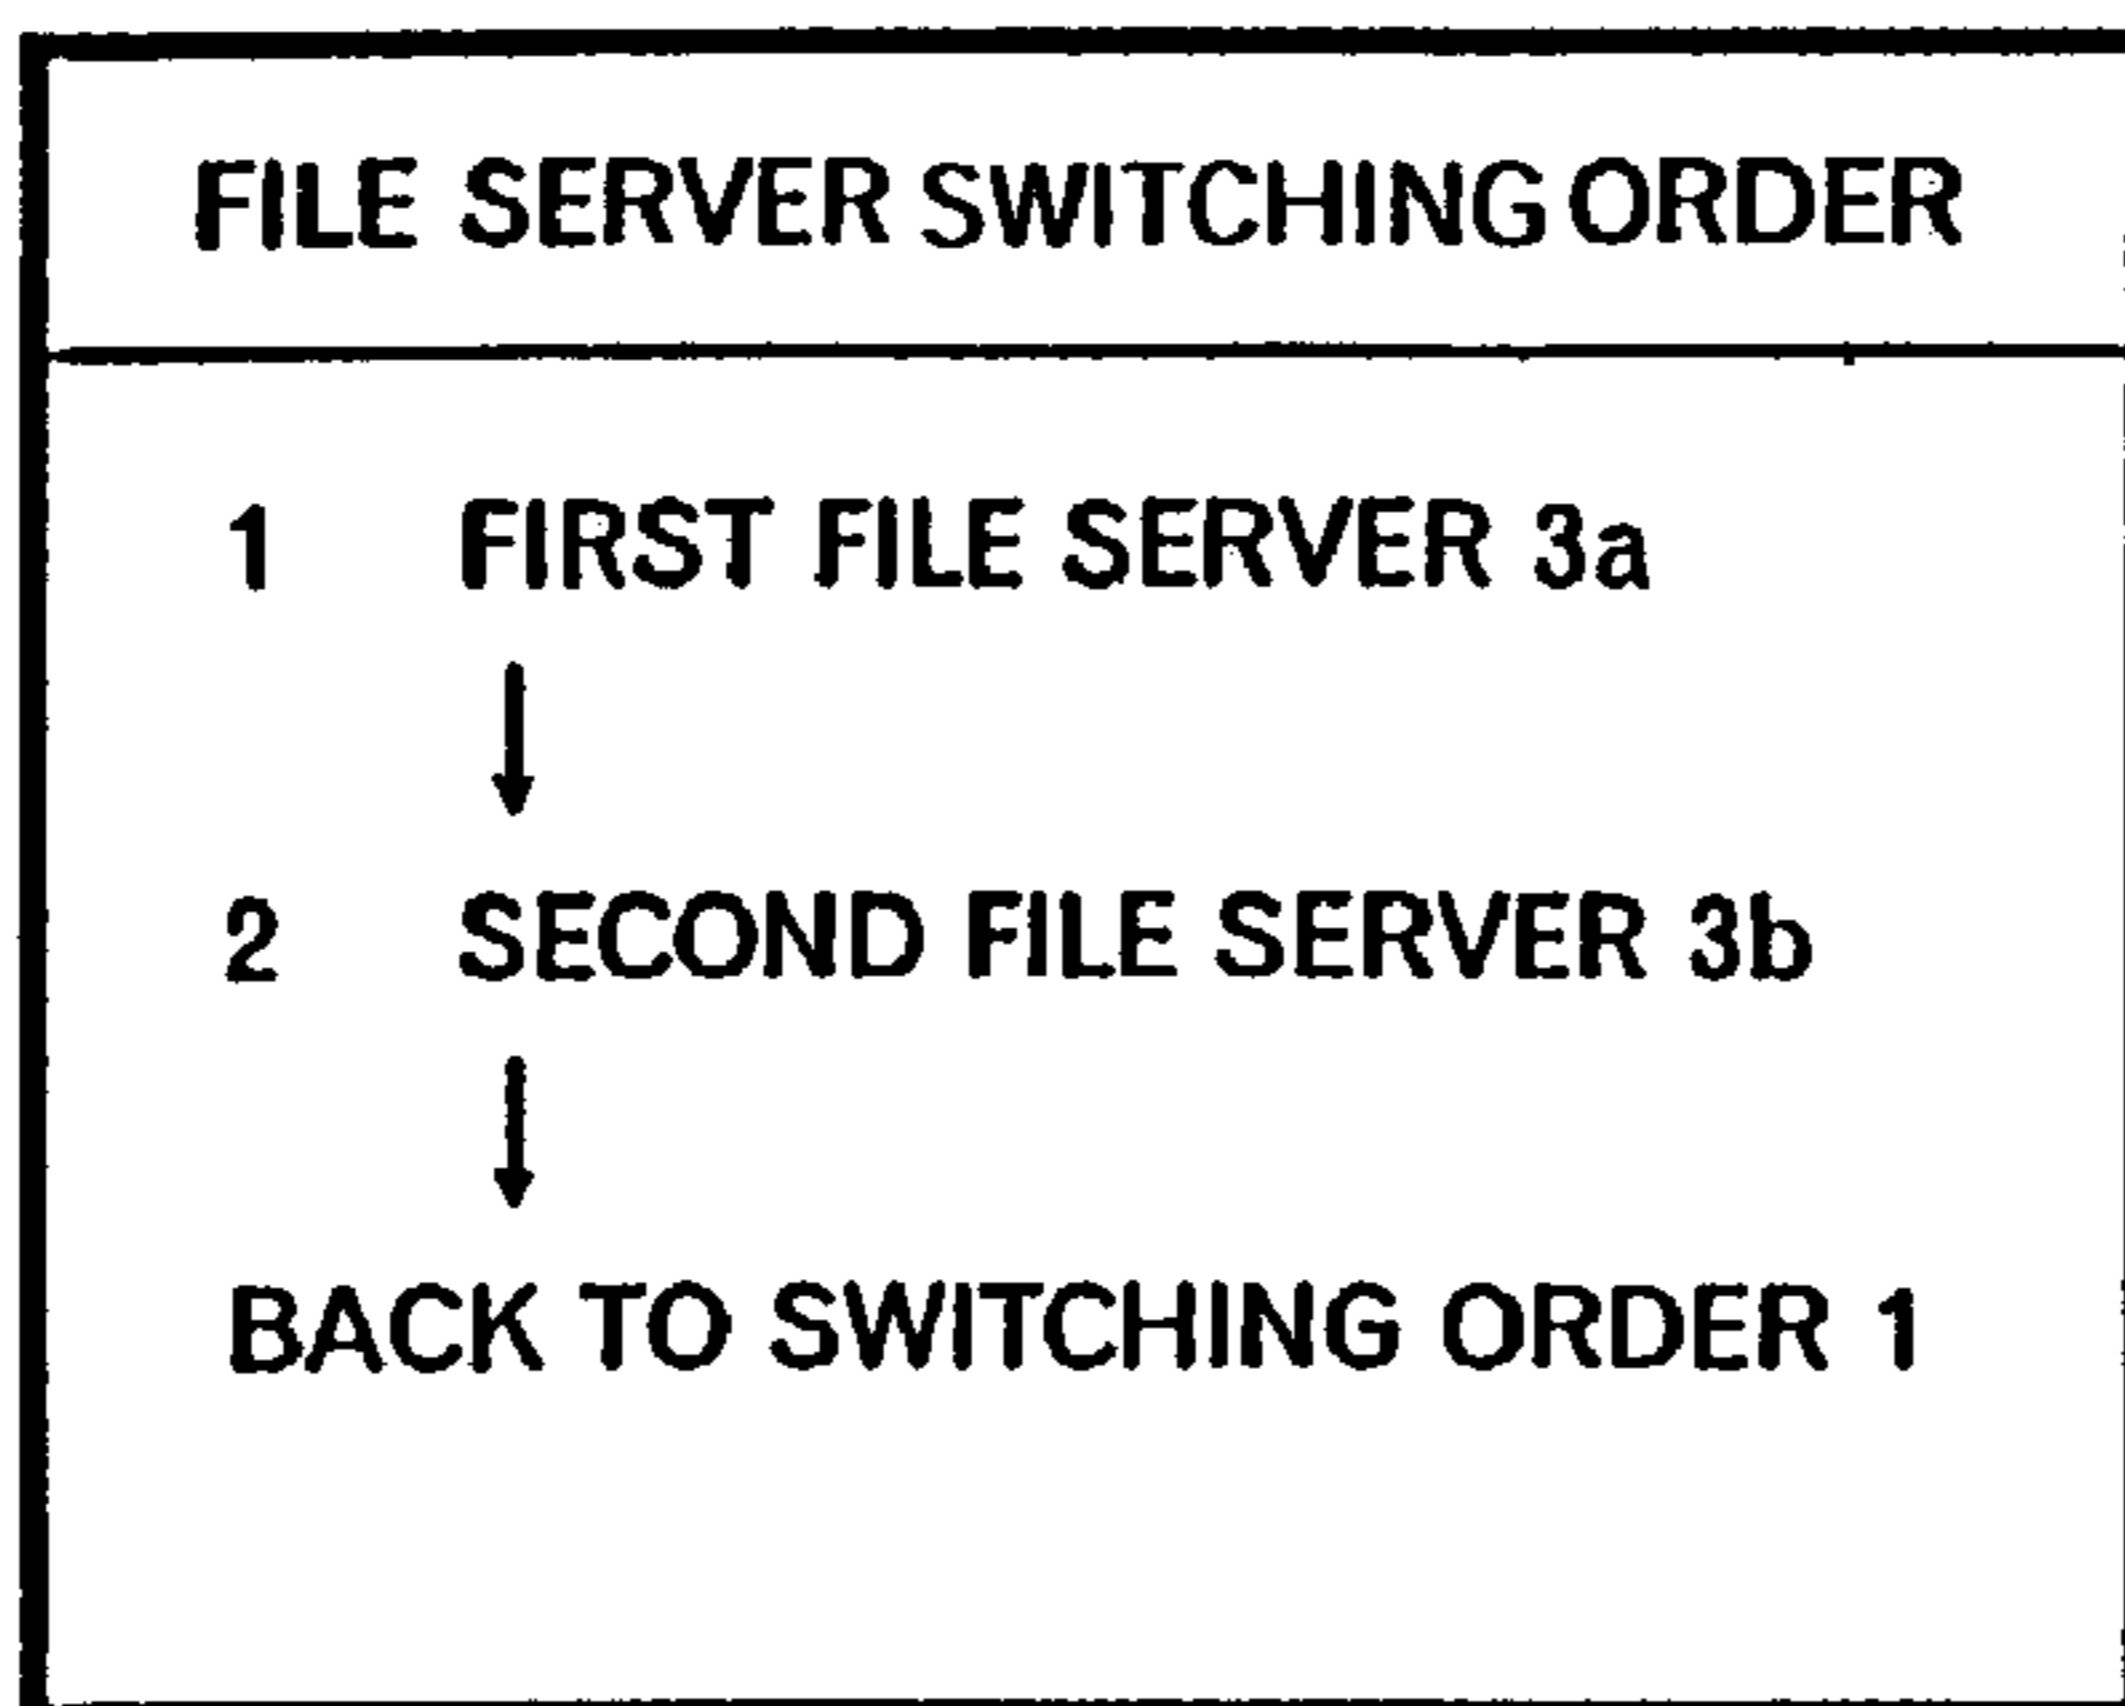 FILE SERVER SWITCHING ORDER
1 FIRST FILE SERVER 3a
2 SECOND FILE SERVER 3b
BACK TO SWITCHING ORDER 1